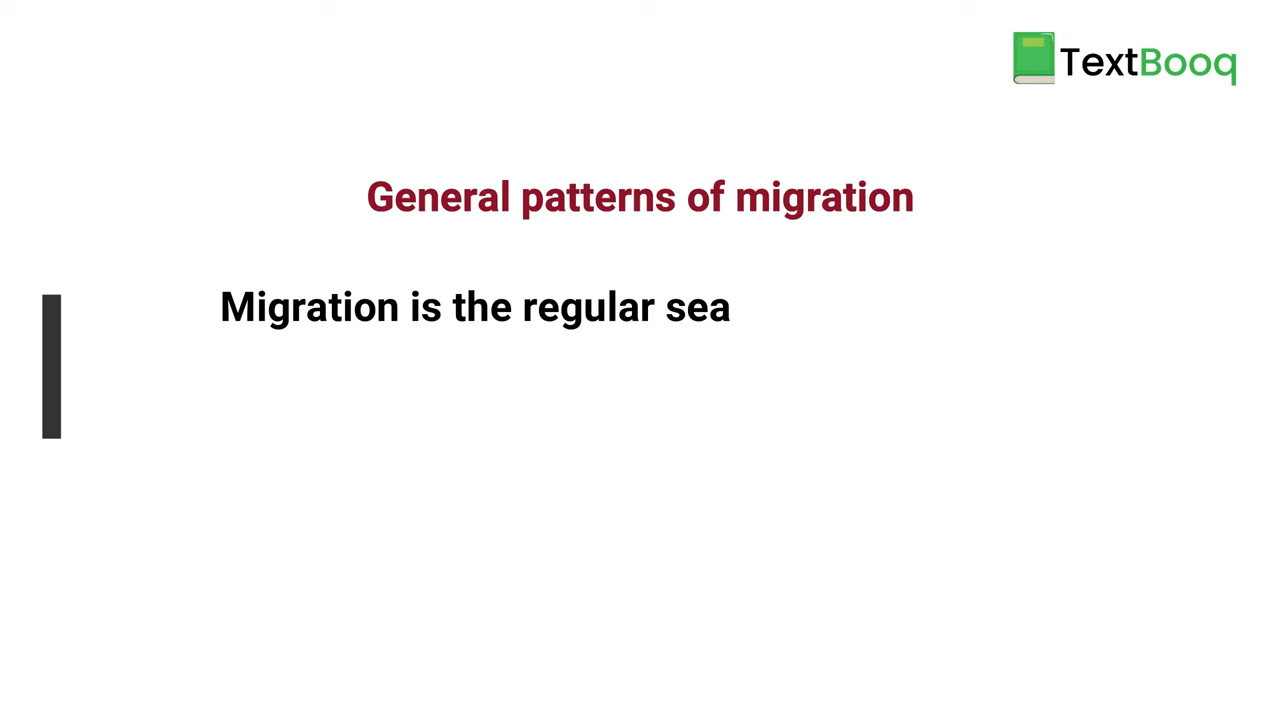 TextBooq
General patterns of migration
Migration is the regular sea